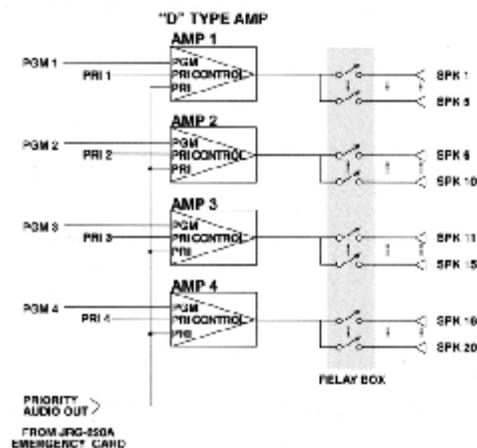 "D" TYPE AMP
AMP 1
PGM 1
PGM
PRI 1
PRI CONTROL
PRI
SPK 1
SPK 5
AMP 2
PGM 2
PGM
PRI 2
PRI CONTROL
PRI
SPK 6
SPK 10
AMP 3
PGM 3
PGM
PRI 3
PRI CONTROL
PRI
SPK 11
SPK 15
AMP 4
PGM 4
PGM
PRI 4
PRI CONTROL
PRI
SPK 16
SPK 20
RELAY BOX
PRIORITY
AUDIO OUT
FROM JRG-220A
EMERGENCY CARD